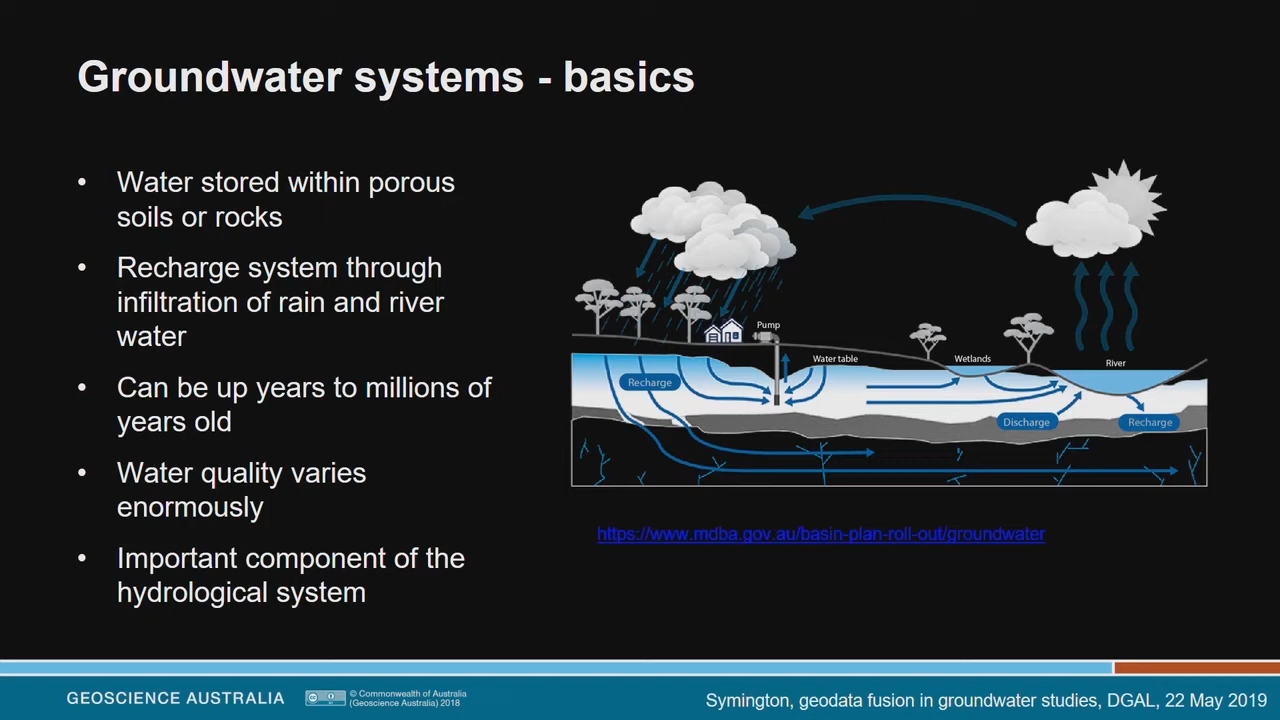 Groundwater systems - basics
• Water stored within porous
soils or rocks
• Recharge system through
infiltration of rain and river
water
• Can be up years to millions of
years old
• Water quality varies
enormously
• Important component of the
hydrological system
Pump
Water table
Wetlands
River
Recharge
Discharge
Recharge
https://www.mdba.gov.au/basin-plan-roll-out/groundwater
GEOSCIENCE AUSTRALIA
© Commonwealth of Australia
(Geoscience Australia) 2018
Symington, geodata fusion in groundwater studies, DGAL, 22 May 2019